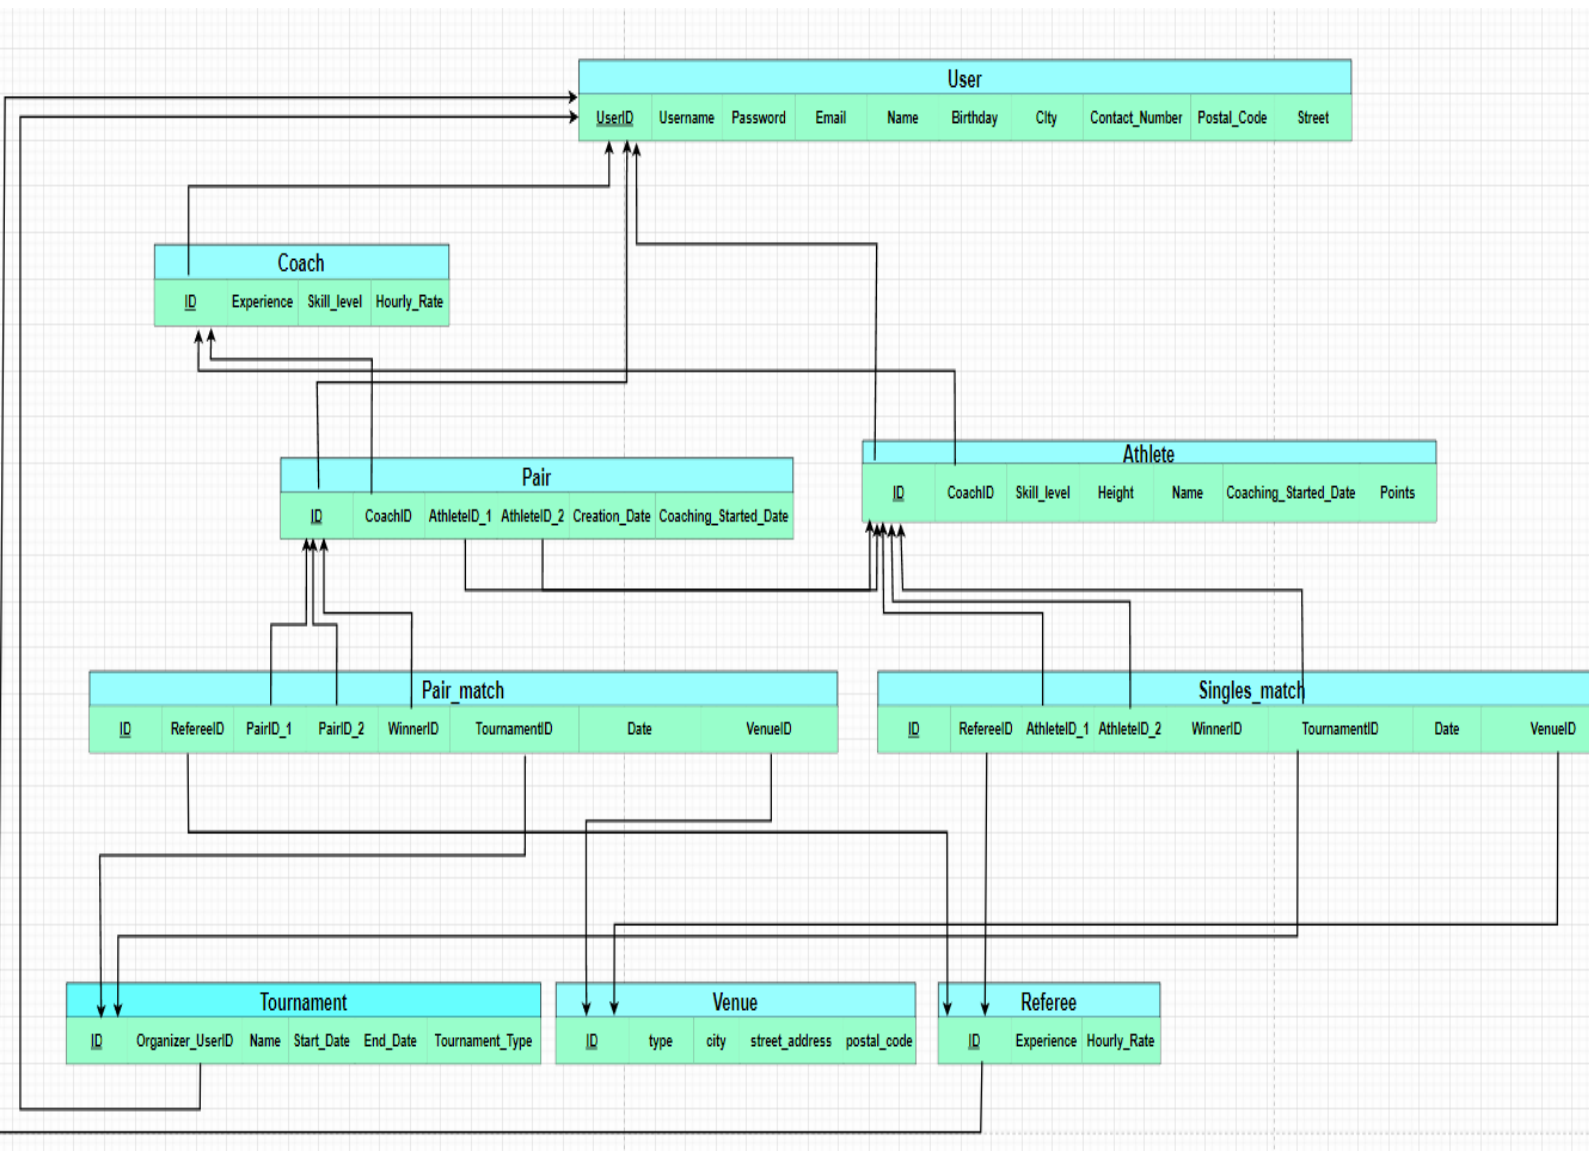 User
UserID Username Password Email Name Birthday CIty Contact_Number Postal_Code Street
Coach
ID Experience Skill_level Hourly_Rate
Athlete
ID CoachID Skill_level Height Name Coaching_Started_Date Points
Pair
ID CoachID AthleteID_1 AthleteID_2 Creation_Date Coaching_Started_Date
Pair_match
ID RefereeID PairID_1 PairID_2 WinnerID TournamentID Date VenueID
Singles_match
ID RefereeID AthleteID_1 AthleteID_2 WinnerID TournamentID Date VenueID
Tournament
ID Organizer_UserID Name Start_Date End_Date Tournament_Type
Venue
ID type city street_address postal_code
Referee
ID Experience Hourly_Rate